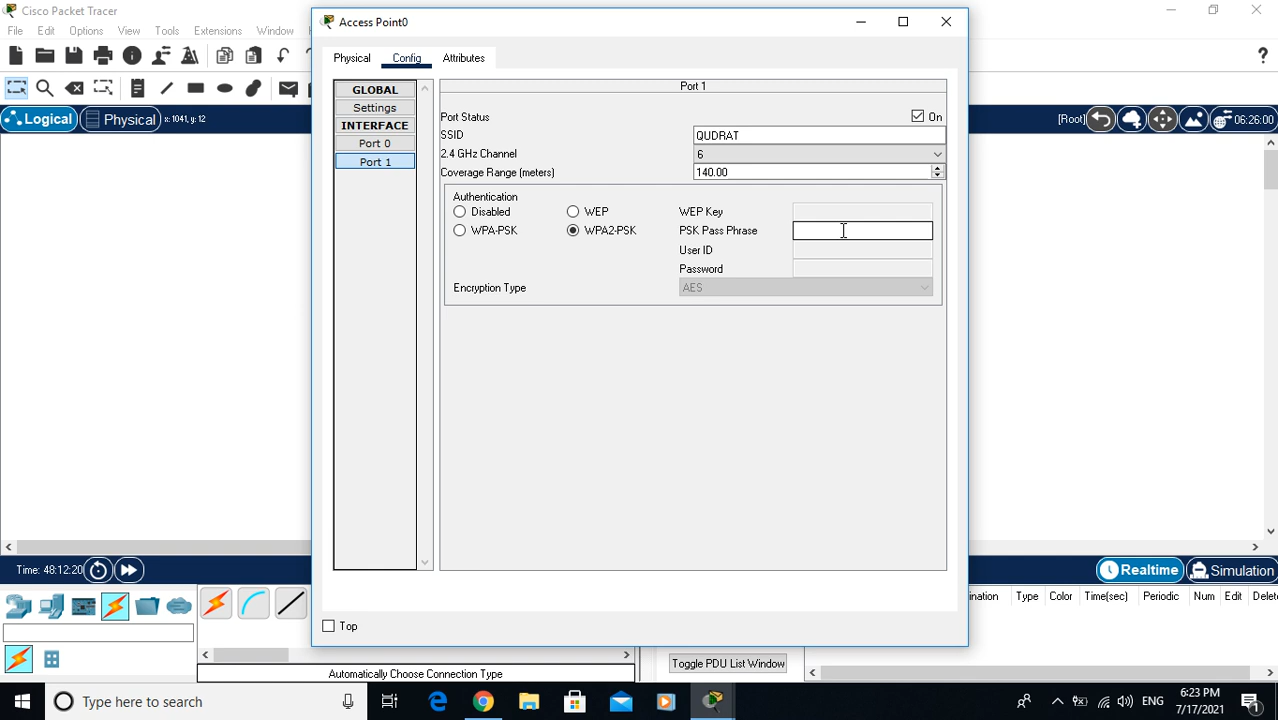 Cisco Packet Tracer
File Edit Options View Tools Extensions Window
Logical Physical x: 1041, y: 12
[Root] 06:26:00
Access Point0
Physical Config Attributes
GLOBAL
Settings
INTERFACE
Port 0
Port 1
Port 1
Port Status On
SSID QUDRAT
2.4 GHz Channel 6
Coverage Range (meters) 140.00
Authentication
Disabled WEP WEP Key
WPA-PSK WPA2-PSK PSK Pass Phrase
User ID
Password
Encryption Type AES
Top
Time: 48:12:20
Realtime Simulation
ination Type Color Time(sec) Periodic Num Edit Delet
Toggle PDU List Window
Automatically Choose Connection Type
Type here to search
ENG
6:23 PM
7/17/2021
1